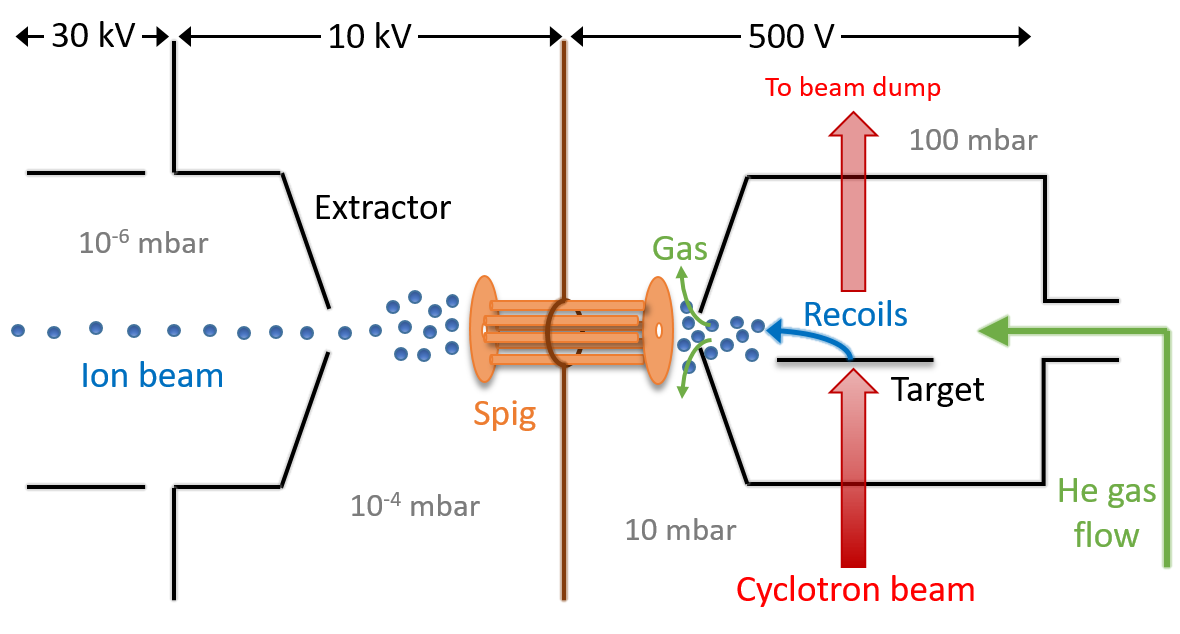 30 kV
10 kV
500 V
To beam dump
100 mbar
Extractor
10-6 mbar
Gas
Recoils
Ion beam
Target
Spig
10-4 mbar
10 mbar
He gas
flow
Cyclotron beam